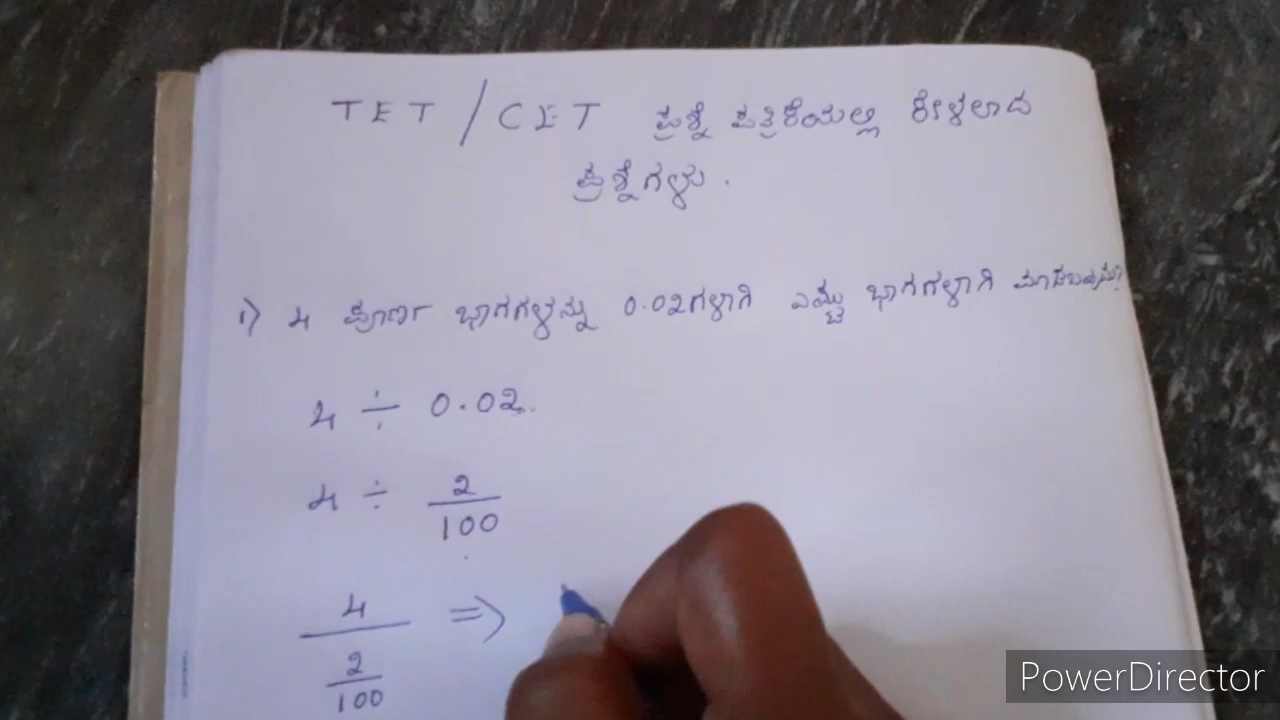 TET / CET ಪ್ರಶ್ನೆ ಪತ್ರಿಕೆಯಲ್ಲಿ ಕೇಳಲಾದ
ಪ್ರಶ್ನೆಗಳು.
1) 4 ಪೂರ್ಣ ಭಾಗಗಳನ್ನು 0.02ಗಳಾಗಿ ಎಷ್ಟು ಭಾಗಗಳಾಗಿ ಮಾಡಬಹುದು?
4 ÷ 0.02.
4 ÷ 2
100
4 =>
2
100
PowerDirector